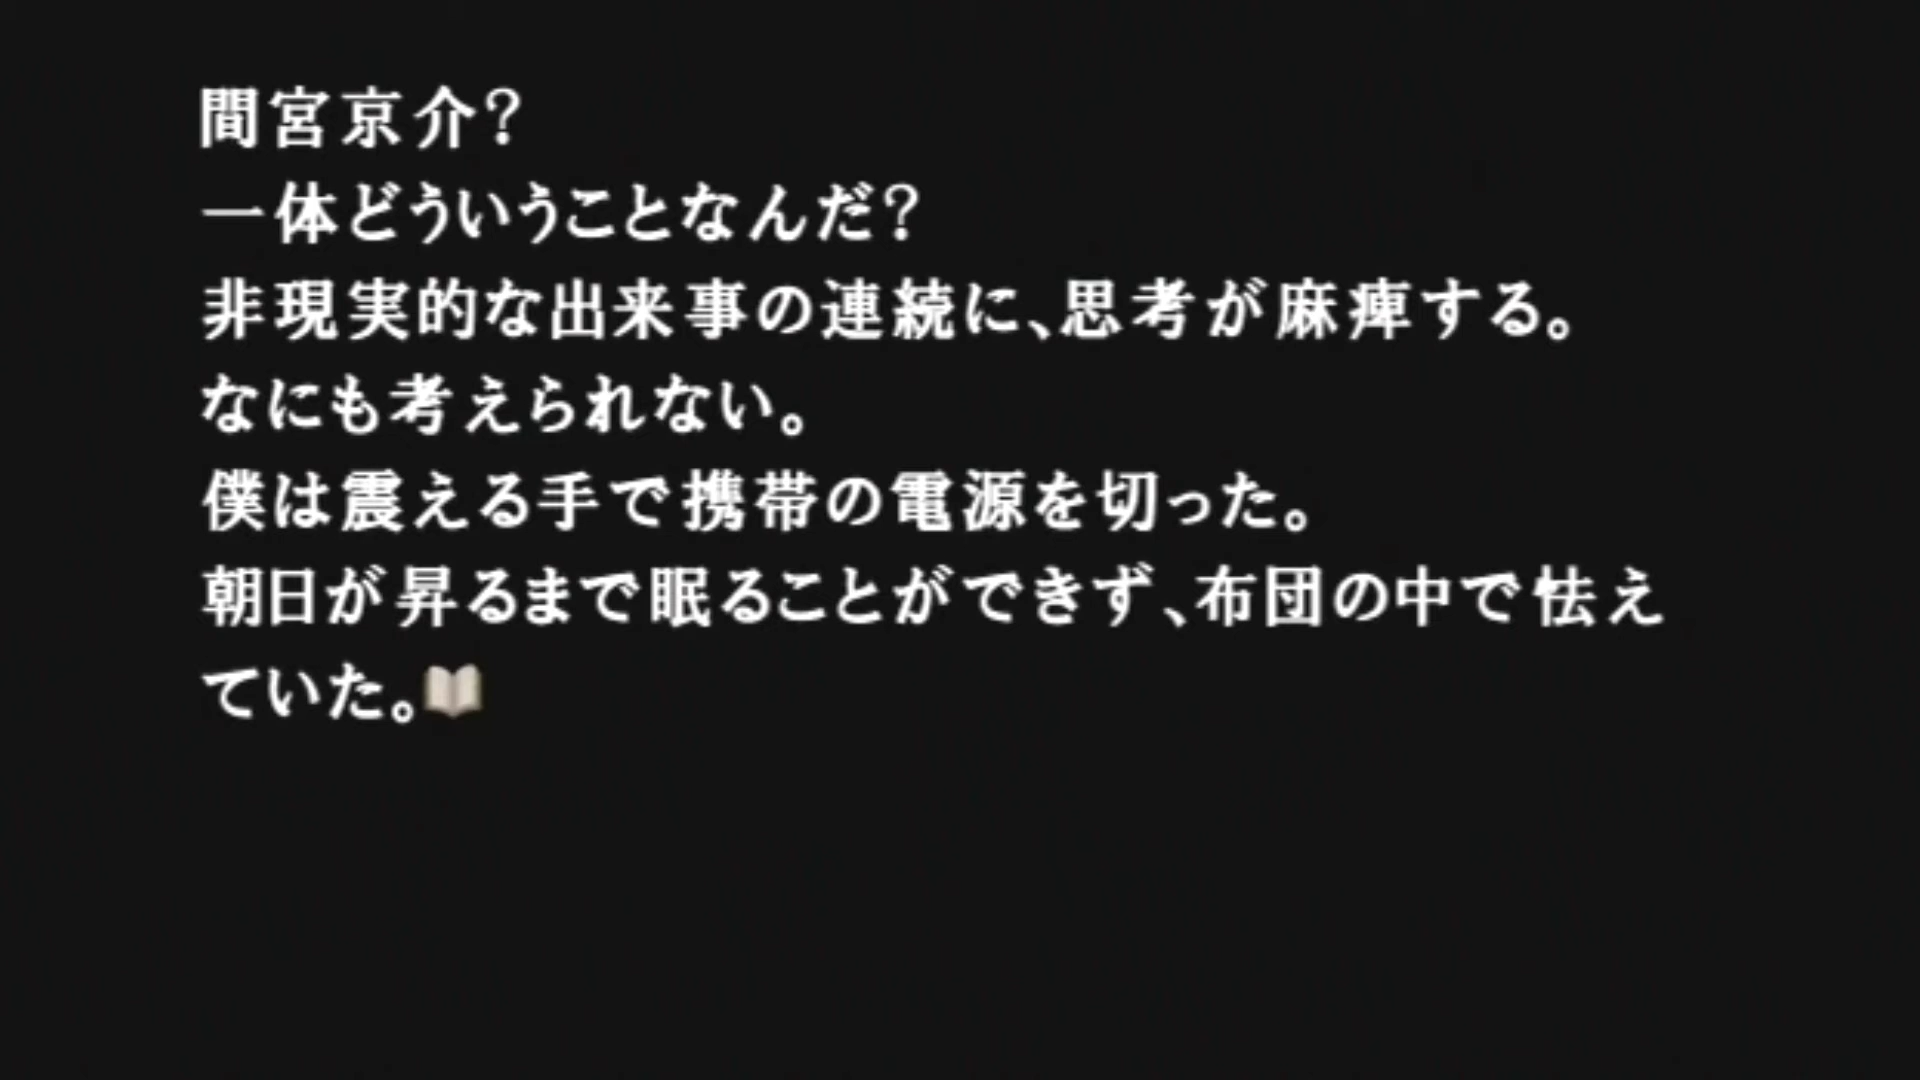 間宮京介？
一体どういうことなんだ？
非現実的な出来事の連続に、思考が麻痺する。
なにも考えられない。
僕は震える手で携帯の電源を切った。
朝日が昇るまで眠ることができず、布団の中で怯え
ていた。